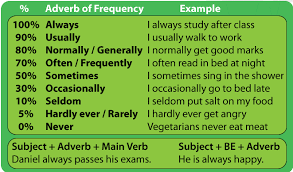 % Adverb of Frequency Example
100% Always I always study after class
90% Usually I usually walk to work
80% Normally / Generally I normally get good marks
70% Often / Frequently I often read in bed at night
50% Sometimes I sometimes sing in the shower
30% Occasionally I occasionally go to bed late
10% Seldom I seldom put salt on my food
5% Hardly ever / Rarely I hardly ever get angry
0% Never Vegetarians never eat meat
Subject + Adverb + Main Verb Subject + BE + Adverb
Daniel always passes his exams. He is always happy.